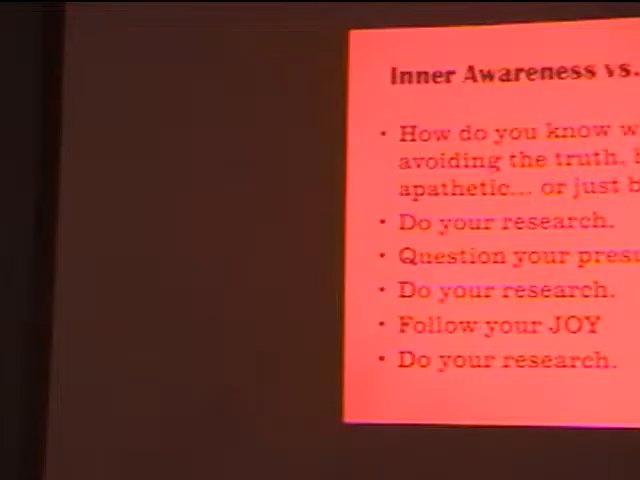 Inner Awareness vs.
• How do you know w
avoiding the truth,
apathetic... or just b
• Do your research.
• Question your presu
• Do your research.
• Follow your JOY
• Do your research.